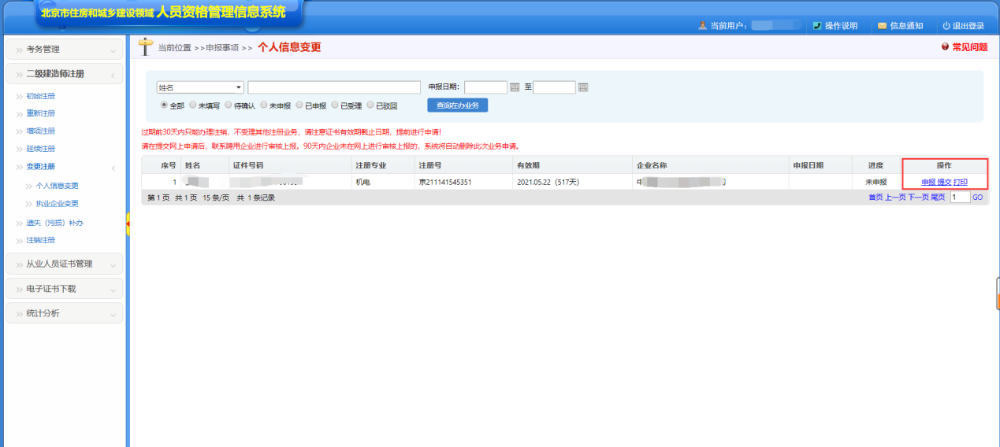 北京市住房和城乡建设领域 人员资格管理信息系统
当前用户： 操作说明 信息通知 退出登录
当前位置 >>申报事项 >> 个人信息变更 常见问题
考务管理
二级建造师注册
初始注册
重新注册
增项注册
延续注册
变更注册
个人信息变更
执业企业变更
遗失（污损）补办
注销注册
从业人员证书管理
电子证书下载
统计分析
姓名 申报日期： 至
全部 未填写 待确认 未申报 已申报 已受理 已驳回 查询在办业务
过期前30天内只能办理注销，不受理其他注册业务，请注意证书有效期截止日期，提前进行申请！
请在提交网上申请后，联系聘用企业进行审核上报。90天内企业未在网上进行审核上报的，系统将自动删除此次业务申请。
序号 姓名 证件号码 注册专业 注册号 有效期 企业名称 申报日期 进度 操作
1 机电 京211141545351 2021.05.22（517天） 未申报 申报 提交 打印
第 1 页 共 1 页 15 条/页 共 1 条记录 首页 上一页 下一页 尾页 1 GO